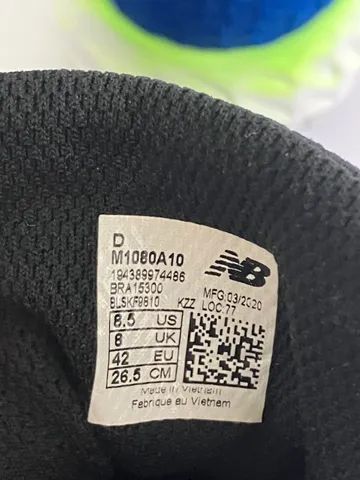 D
M1080A10
194389974486
BRA15300
BLSKF9810 KZZ
NB
MFG:03/2020
LOC:77
8.5 US
8 UK
42 EU
26.5 CM
Made in Vietnam
Fabrique au Vietnam